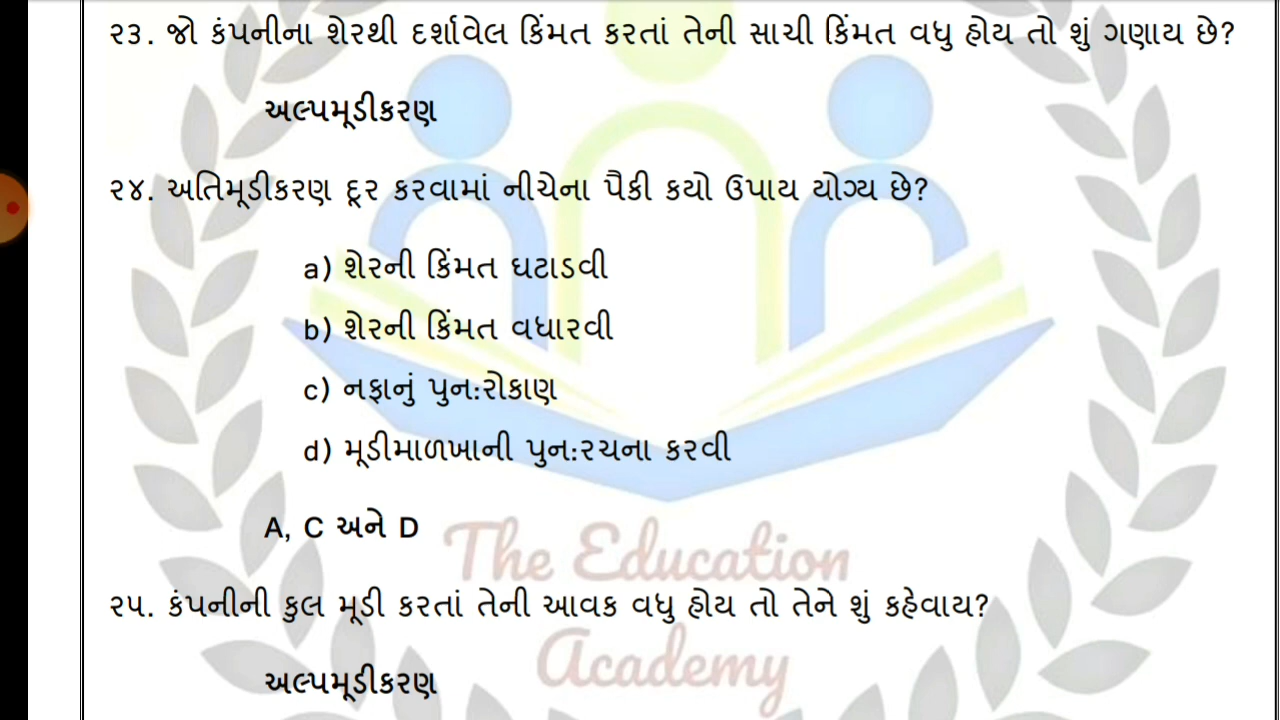 ૨૩. જો કંપનીના શેરથી દર્શાવેલ કિંમત કરતાં તેની સાચી કિંમત વધુ હોય તો શું ગણાય છે?
અલ્પમૂડીકરણ
૨૪. અતિમૂડીકરણ દૂર કરવામાં નીચેના પૈકી કયો ઉપાય યોગ્ય છે?
a) શેરની કિંમત ઘટાડવી
b) શેરની કિંમત વધારવી
c) નફાનું પુન:રોકાણ
d) મૂડીમાળખાની પુન:રચના કરવી
A, C અને D
The Education
૨૫. કંપનીની કુલ મૂડી કરતાં તેની આવક વધુ હોય તો તેને શું કહેવાય?
Academy
અલ્પમૂડીકરણ